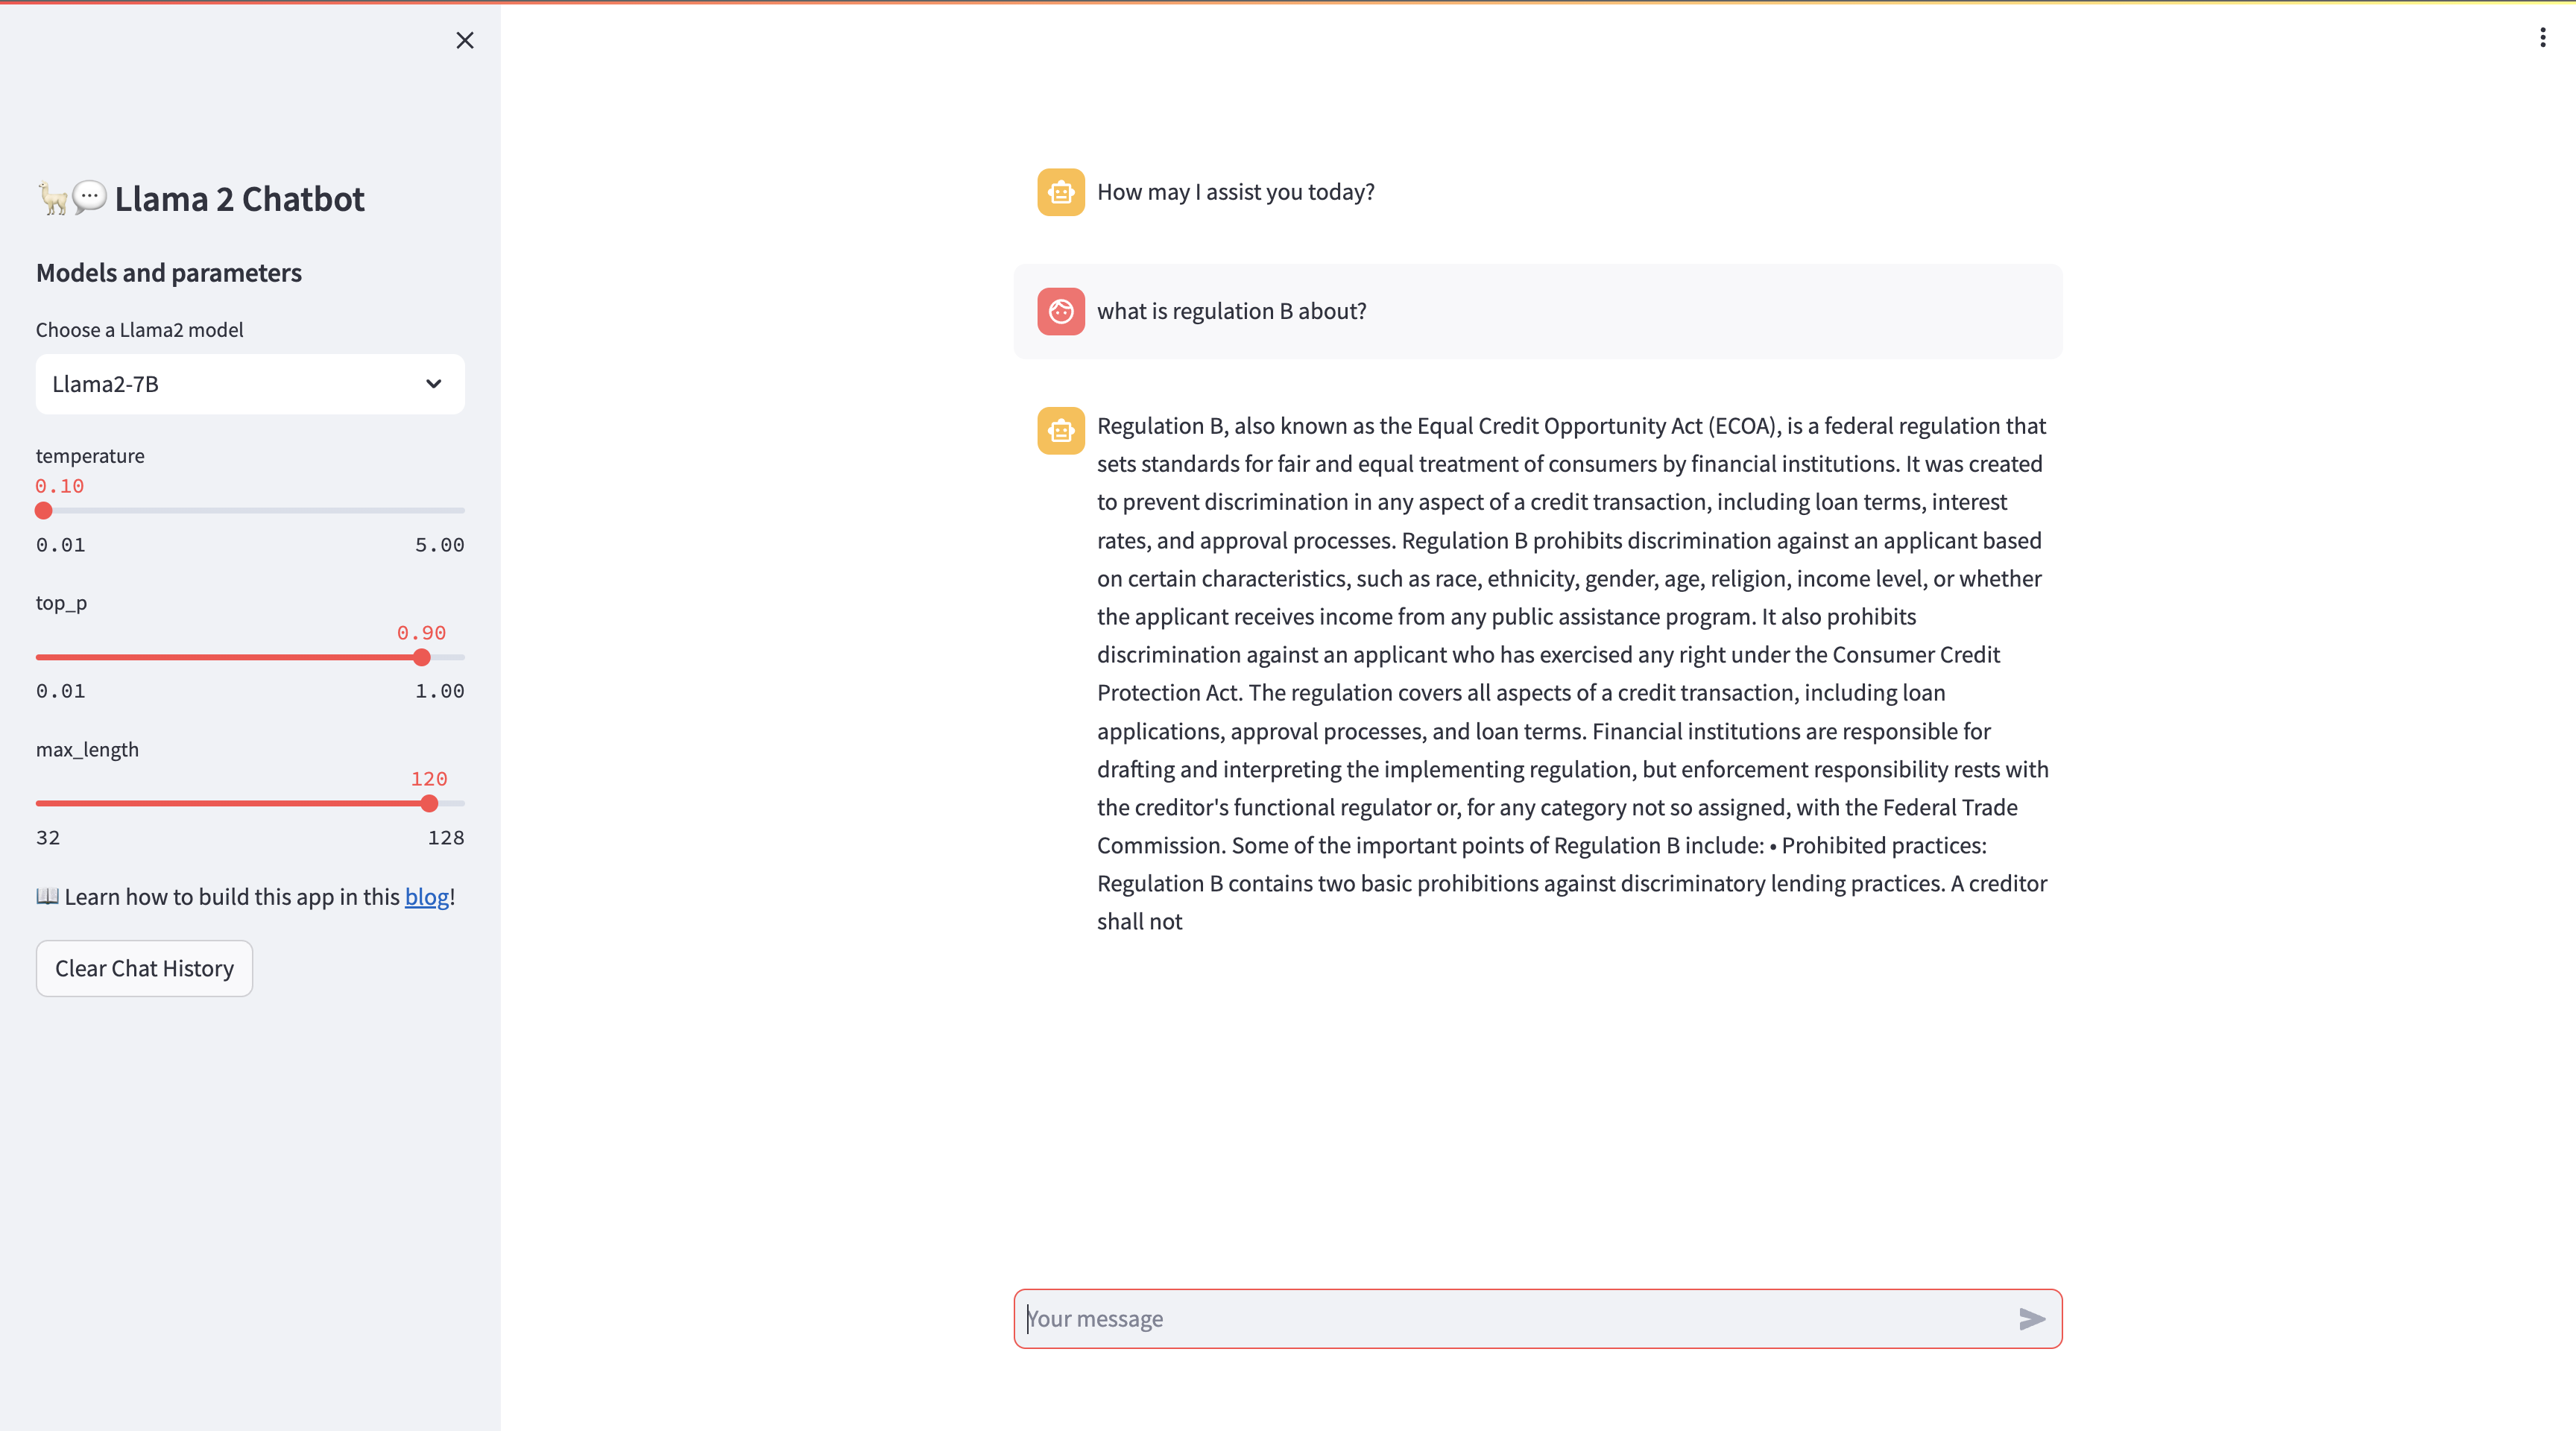 Llama 2 Chatbot
Models and parameters
Choose a Llama2 model
Llama2-7B
temperature
0.10
0.01 5.00
top_p
0.90
0.01 1.00
max_length
120
32 128
Learn how to build this app in this blog!
Clear Chat History
How may I assist you today?
what is regulation B about?
Regulation B, also known as the Equal Credit Opportunity Act (ECOA), is a federal regulation that
sets standards for fair and equal treatment of consumers by financial institutions. It was created
to prevent discrimination in any aspect of a credit transaction, including loan terms, interest
rates, and approval processes. Regulation B prohibits discrimination against an applicant based
on certain characteristics, such as race, ethnicity, gender, age, religion, income level, or whether
the applicant receives income from any public assistance program. It also prohibits
discrimination against an applicant who has exercised any right under the Consumer Credit
Protection Act. The regulation covers all aspects of a credit transaction, including loan
applications, approval processes, and loan terms. Financial institutions are responsible for
drafting and interpreting the implementing regulation, but enforcement responsibility rests with
the creditor's functional regulator or, for any category not so assigned, with the Federal Trade
Commission. Some of the important points of Regulation B include: • Prohibited practices:
Regulation B contains two basic prohibitions against discriminatory lending practices. A creditor
shall not
Your message